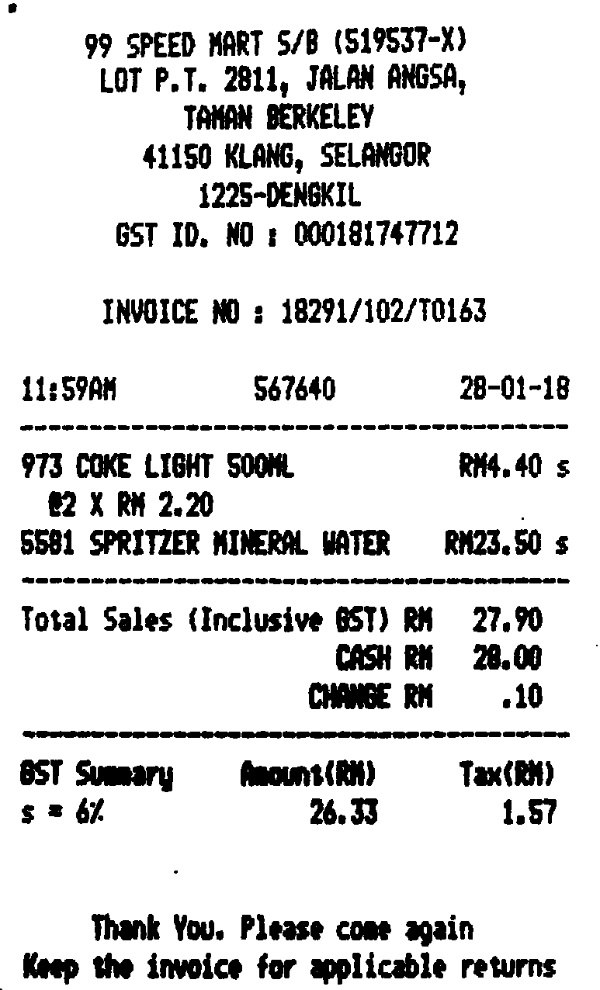 99 SPEED MART S/B (519537-X)
LOT P.T. 2811, JALAN ANGSA,
TAMAN BERKELEY
41150 KLANG, SELANGOR
1225-DENGKIL
GST ID. NO : 000181747712
INVOICE NO : 18291/102/T0163
11:59AM 567640 28-01-18
973 COKE LIGHT 500ML RM4.40 s
@2 X RM 2.20
5581 SPRITZER MINERAL WATER RM23.50 s
Total Sales (Inclusive GST) RM 27.90
CASH RM 28.00
CHANGE RM .10
GST Summary Amount(RM) Tax(RM)
s = 6% 26.33 1.57
Thank You. Please come again
Keep the invoice for applicable returns